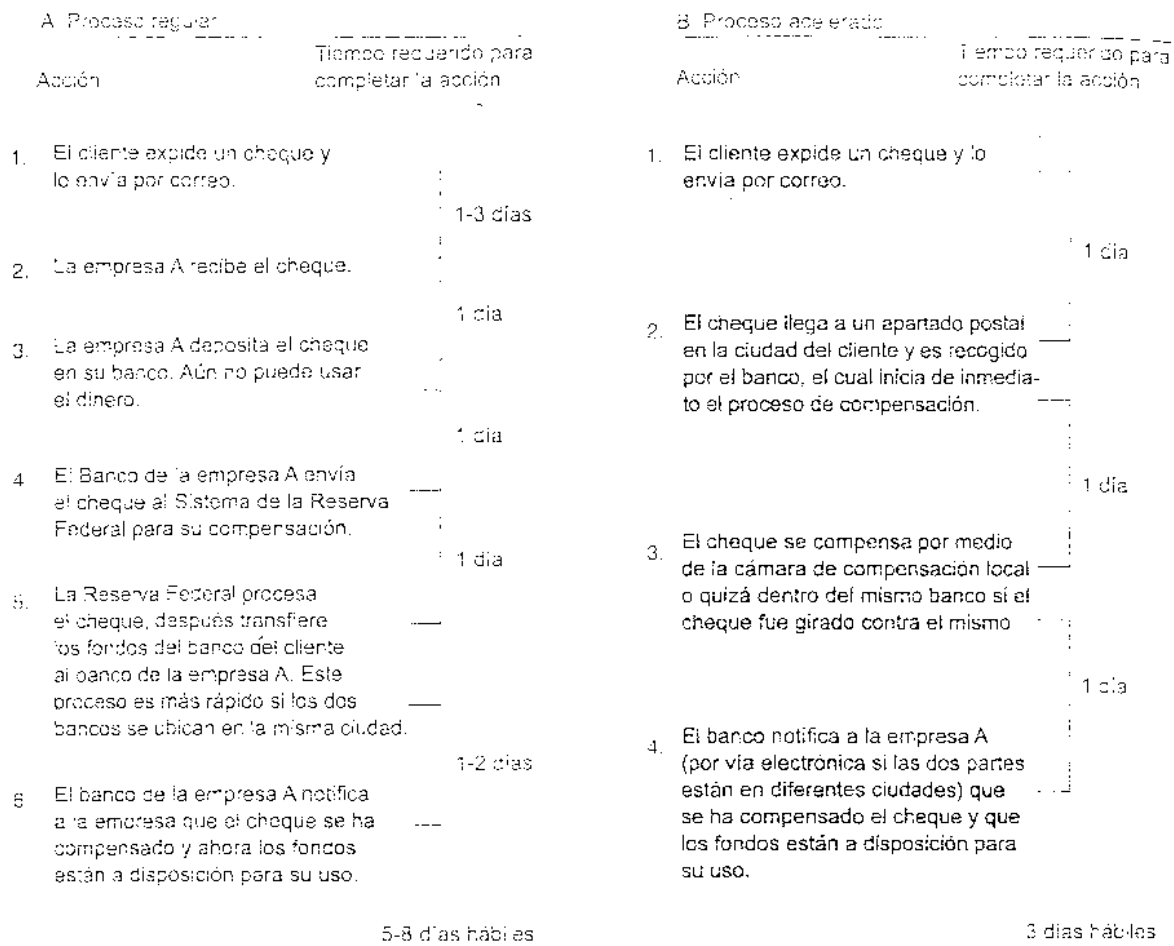 A. Proceso regular
Acción
Tiempo requerido para
completar la acción
1. El cliente expide un cheque y
lo envía por correo.
1-3 días
2. La empresa A recibe el cheque.
1 día
3. La empresa A deposita el cheque
en su banco. Aún no puede usar
el dinero.
1 día
4 El Banco de la empresa A envía
el cheque al Sistema de la Reserva
Federal para su compensación.
1 día
5. La Reserva Federal procesa
el cheque, después transfiere
los fondos del banco del cliente
al banco de la empresa A. Este
proceso es más rápido si los dos
bancos se ubican en la misma ciudad.
1-2 días
6 El banco de la empresa A notifica
a la empresa que el cheque se ha
compensado y ahora los fondos
están a disposición para su uso.
5-8 días hábiles
B. Proceso acelerado
Acción
Tiempo requerido para
completar la acción
1. El cliente expide un cheque y lo
envía por correo.
1 día
2. El cheque llega a un apartado postal
en la ciudad del cliente y es recogido
por el banco, el cual inicia de inmedia-
to el proceso de compensación.
1 día
3. El cheque se compensa por medio
de la cámara de compensación local
o quizá dentro del mismo banco si el
cheque fue girado contra el mismo
1 día
4. El banco notifica a la empresa A
(por vía electrónica si las dos partes
están en diferentes ciudades) que
se ha compensado el cheque y que
los fondos están a disposición para
su uso.
3 días hábiles